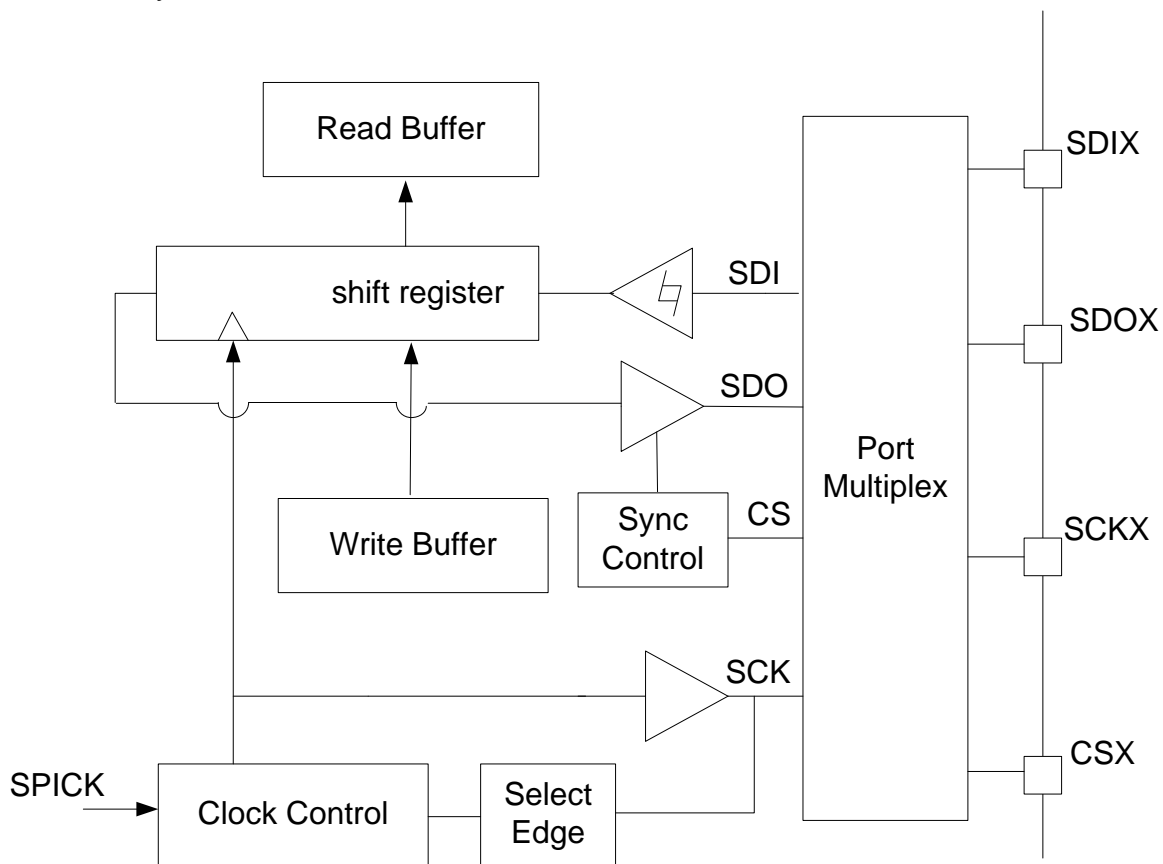 Read Buffer
SDIX
shift register
SDI
SDOX
SDO
Port
Multiplex
Write Buffer
Sync
Control
CS
SCKX
SCK
CSX
SPICK
Clock Control
Select
Edge